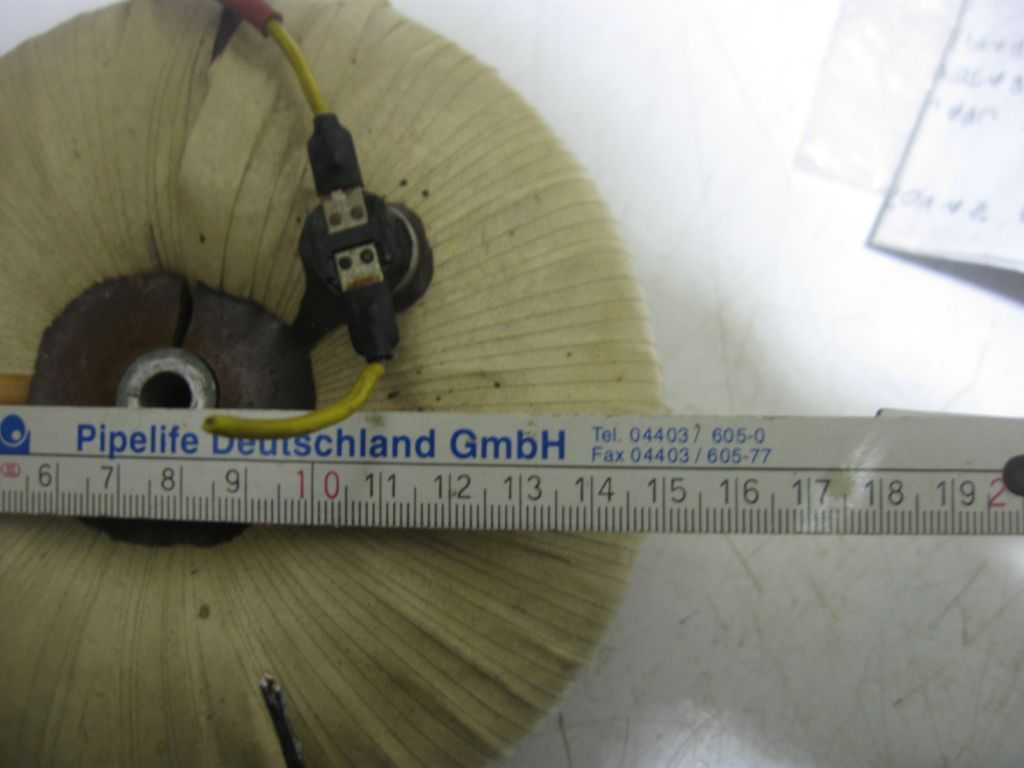 Pipelife Deutschland GmbH
Tel. 04403 / 605-0
Fax 04403 / 605-77
6 7 8 9 10 11 12 13 14 15 16 17 18 19 2